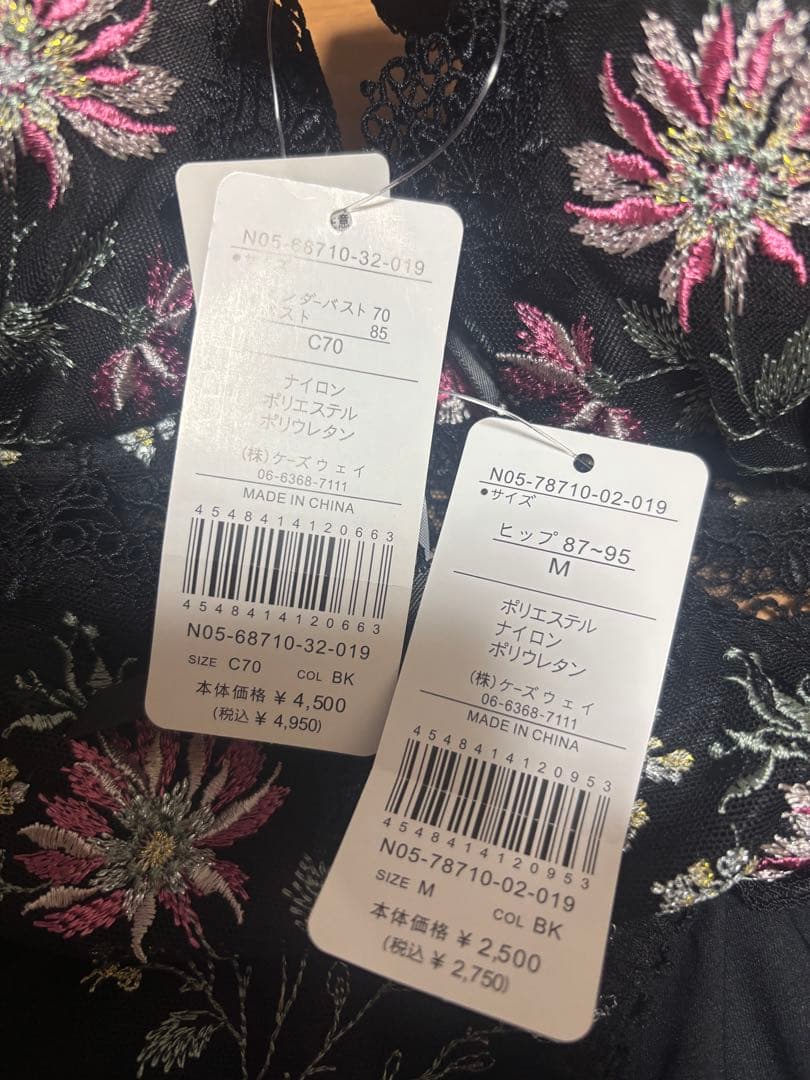 N05-68710-32-019
ンダーバスト 70
バスト 85
C70
ナイロン
ポリエステル
ポリウレタン
(株)ケーズウェイ
06-6368-7111
MADE IN CHINA
4548414120663
4548414120663
N05-68710-32-019
SIZE C70 COL BK
本体価格 ¥ 4,500
(税込 ¥ 4,950)
N05-78710-02-019
●サイズ
ヒップ 87~95
M
ポリエステル
ナイロン
ポリウレタン
(株)ケーズウェイ
06-6368-7111
MADE IN CHINA
4548414120953
4548414120953
N05-78710-02-019
SIZE M COL BK
本体価格 ¥ 2,500
(税込 ¥ 2,750)